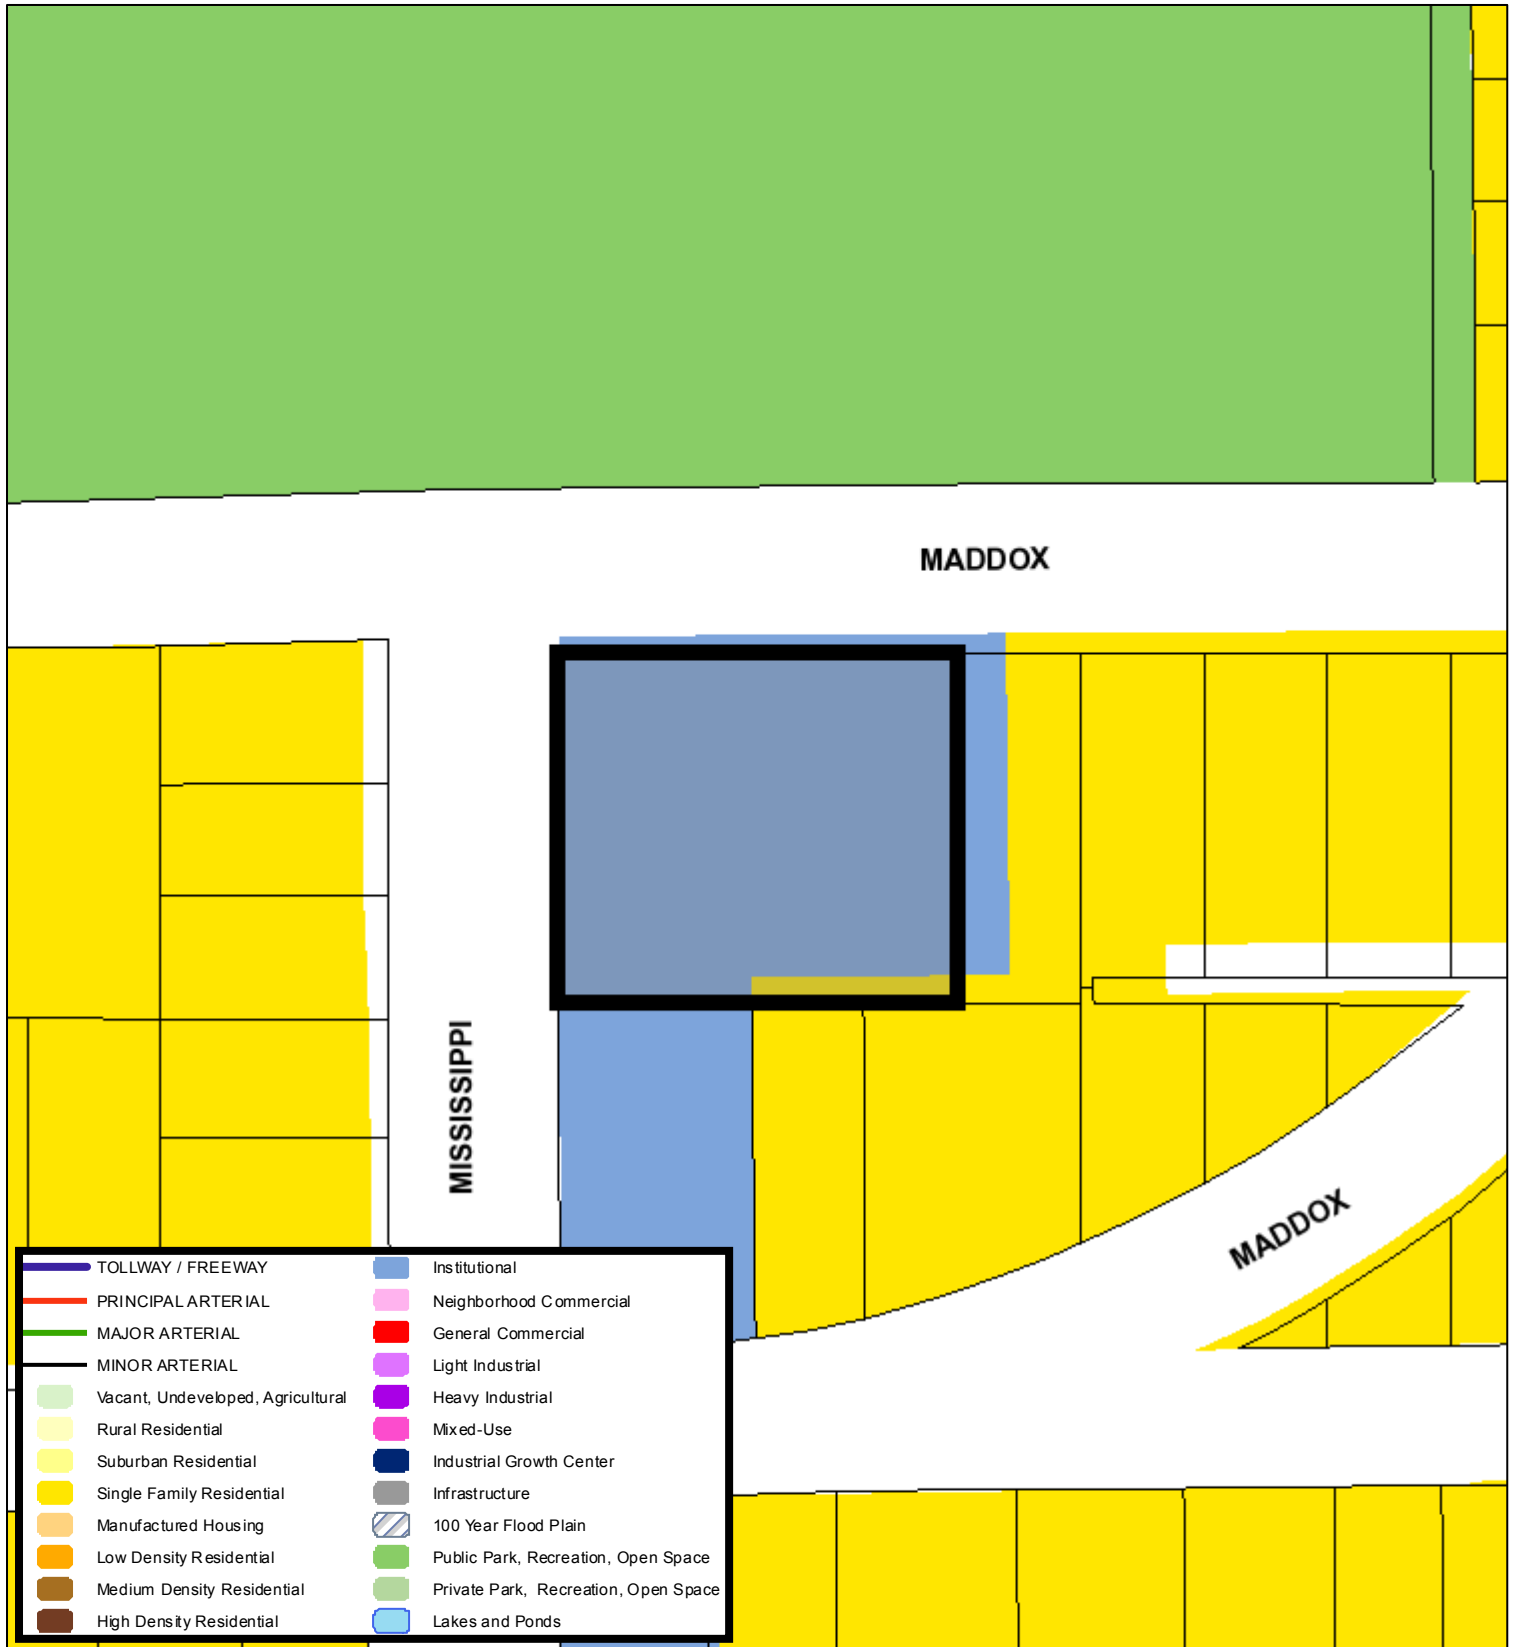 MADDOX
MISSISSIPPI
MADDOX
TOLLWAY / FREEWAY
PRINCIPAL ARTERIAL
MAJOR ARTERIAL
MINOR ARTERIAL
Vacant, Undeveloped, Agricultural
Rural Residential
Suburban Residential
Single Family Residential
Manufactured Housing
Low Density Residential
Medium Density Residential
High Density Residential
Institutional
Neighborhood Commercial
General Commercial
Light Industrial
Heavy Industrial
Mixed-Use
Industrial Growth Center
Infrastructure
100 Year Flood Plain
Public Park, Recreation, Open Space
Private Park, Recreation, Open Space
Lakes and Ponds